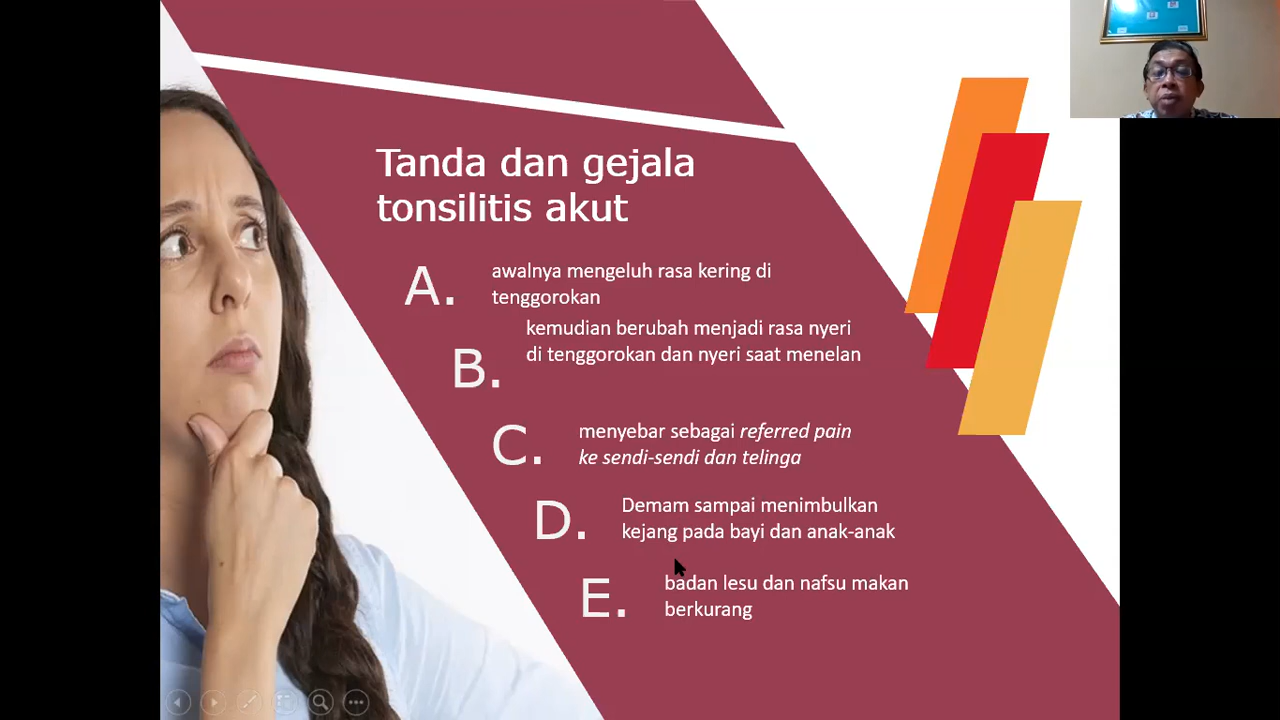 Tanda dan gejala
tonsilitis akut
A.
awalnya mengeluh rasa kering di
tenggorokan
B.
kemudian berubah menjadi rasa nyeri
di tenggorokan dan nyeri saat menelan
C.
menyebar sebagai referred pain
ke sendi-sendi dan telinga
D.
Demam sampai menimbulkan
kejang pada bayi dan anak-anak
E.
badan lesu dan nafsu makan
berkurang